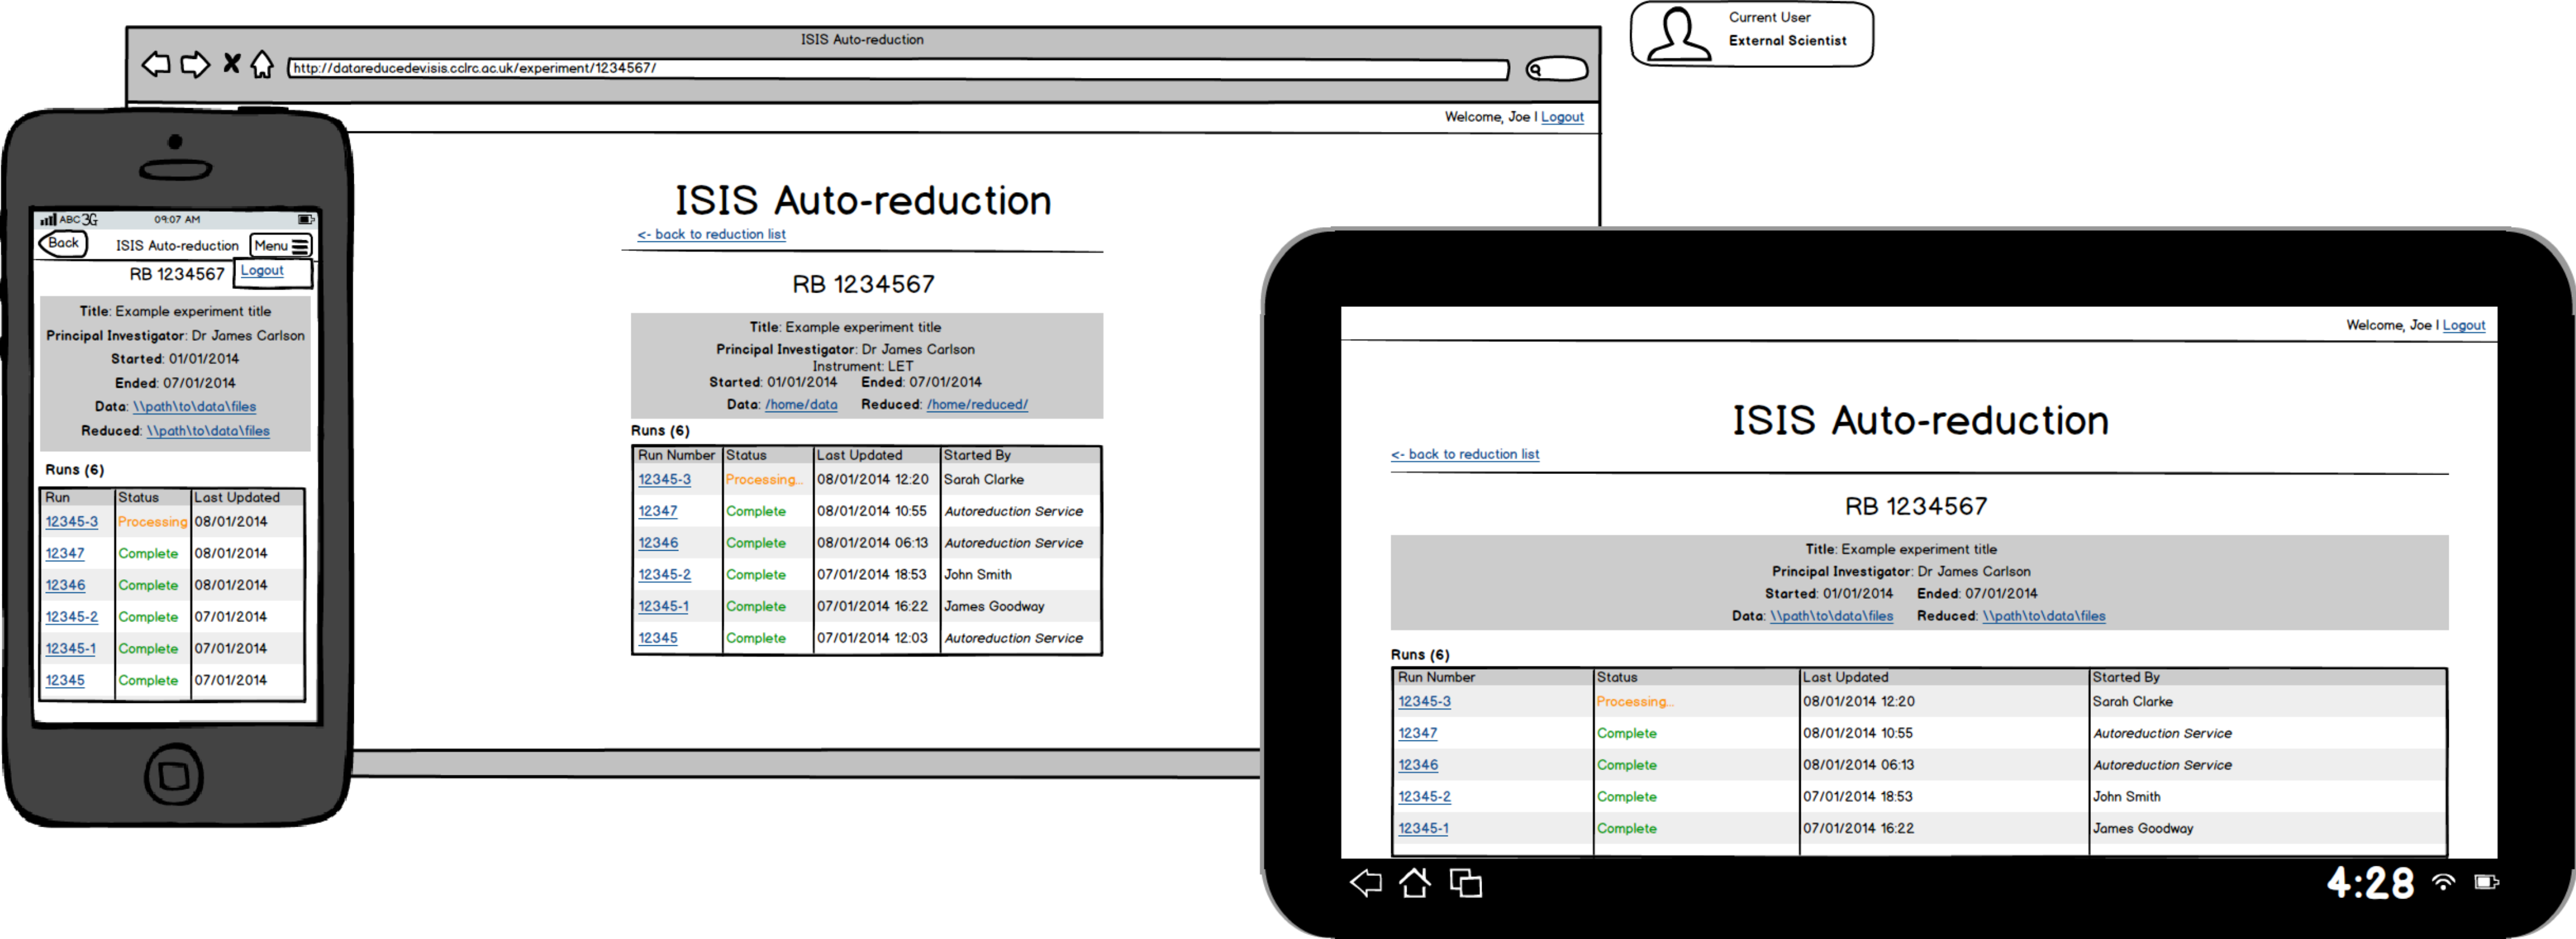 Current User
External Scientist
ISIS Auto-reduction
http://datareducedev.isis.cclrc.ac.uk/experiment/1234567/
Welcome, Joe | Logout
ISIS Auto-reduction
<- back to reduction list
RB 1234567
Title: Example experiment title
Principal Investigator: Dr James Carlson
Instrument: LET
Started: 01/01/2014 Ended: 07/01/2014
Data: /home/data Reduced: /home/reduced/
Runs (6)
Run Number Status Last Updated Started By
12345-3 Processing... 08/01/2014 12:20 Sarah Clarke
12347 Complete 08/01/2014 10:55 Autoreduction Service
12346 Complete 08/01/2014 06:13 Autoreduction Service
12345-2 Complete 07/01/2014 18:53 John Smith
12345-1 Complete 07/01/2014 16:22 James Goodway
12345 Complete 07/01/2014 12:03 Autoreduction Service
ABC 3G 09:07 AM
Back ISIS Auto-reduction Menu
RB 1234567 Logout
Title: Example experiment title
Principal Investigator: Dr James Carlson
Started: 01/01/2014
Ended: 07/01/2014
Data: \\path\to\data\files
Reduced: \\path\to\data\files
Runs (6)
Run Status Last Updated
12345-3 Processing 08/01/2014
12347 Complete 08/01/2014
12346 Complete 08/01/2014
12345-2 Complete 07/01/2014
12345-1 Complete 07/01/2014
12345 Complete 07/01/2014
Welcome, Joe | Logout
ISIS Auto-reduction
<- back to reduction list
RB 1234567
Title: Example experiment title
Principal Investigator: Dr James Carlson
Started: 01/01/2014 Ended: 07/01/2014
Data: \\path\to\data\files Reduced: \\path\to\data\files
Runs (6)
Run Number Status Last Updated Started By
12345-3 Processing... 08/01/2014 12:20 Sarah Clarke
12347 Complete 08/01/2014 10:55 Autoreduction Service
12346 Complete 08/01/2014 06:13 Autoreduction Service
12345-2 Complete 07/01/2014 18:53 John Smith
12345-1 Complete 07/01/2014 16:22 James Goodway
4:28